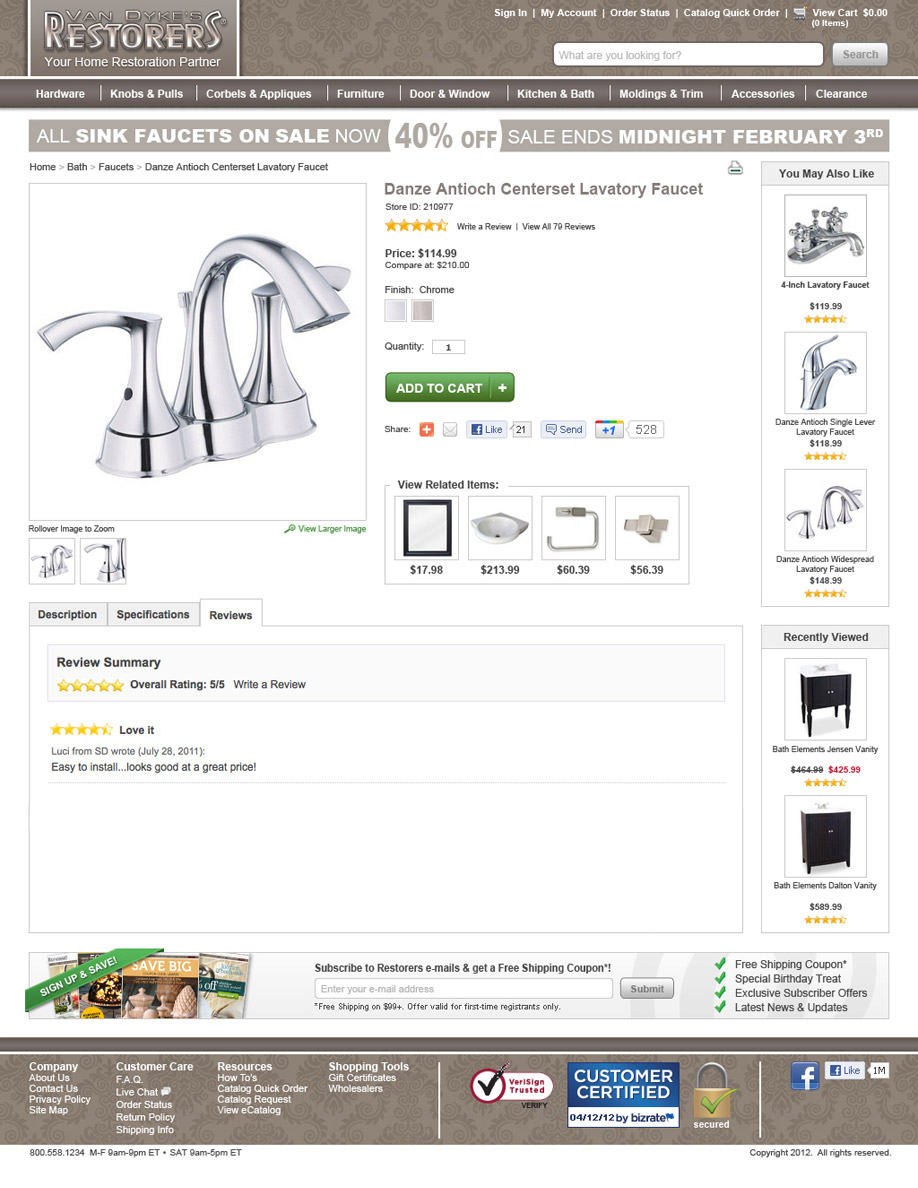 VAN DYKE'S
RESTORERS®
Your Home Restoration Partner
Sign In | My Account | Order Status | Catalog Quick Order | View Cart $0.00
(0 Items)
What are you looking for?
Search
Hardware | Knobs & Pulls | Corbels & Appliques | Furniture | Door & Window | Kitchen & Bath | Moldings & Trim | Accessories | Clearance
ALL SINK FAUCETS ON SALE NOW 40% OFF SALE ENDS MIDNIGHT FEBRUARY 3RD
Home > Bath > Faucets > Danze Antioch Centerset Lavatory Faucet
Danze Antioch Centerset Lavatory Faucet
Store ID: 210977
Write a Review | View All 79 Reviews
Price: $114.99
Compare at: $210.00
Finish: Chrome
Quantity: 1
ADD TO CART +
Share: Like 21 Send +1 528
View Related Items:
$17.98 $213.99 $60.39 $56.39
Rollover Image to Zoom
View Larger Image
You May Also Like
4-Inch Lavatory Faucet
$119.99
Danze Antioch Single Lever
Lavatory Faucet
$118.99
Danze Antioch Widespread
Lavatory Faucet
$148.99
Description Specifications Reviews
Review Summary
Overall Rating: 5/5 Write a Review
Love it
Luci from SD wrote (July 28, 2011):
Easy to install...looks good at a great price!
Recently Viewed
Bath Elements Jensen Vanity
$464.99 $425.99
Bath Elements Dalton Vanity
$589.99
SIGN UP & SAVE!
SAVE BIG
Subscribe to Restorers e-mails & get a Free Shipping Coupon*!
Enter your e-mail address
Submit
*Free Shipping on $99+. Offer valid for first-time registrants only.
Free Shipping Coupon*
Special Birthday Treat
Exclusive Subscriber Offers
Latest News & Updates
Company
About Us
Contact Us
Privacy Policy
Site Map
Customer Care
F.A.Q.
Live Chat
Order Status
Return Policy
Shipping Info
Resources
How To's
Catalog Quick Order
Catalog Request
View eCatalog
Shopping Tools
Gift Certificates
Wholesalers
VeriSign
Trusted
VERIFY
CUSTOMER
CERTIFIED
04/12/12 by bizrate
secured
f Like 1M
800.558.1234 M-F 9am-9pm ET • SAT 9am-5pm ET
Copyright 2012. All rights reserved.